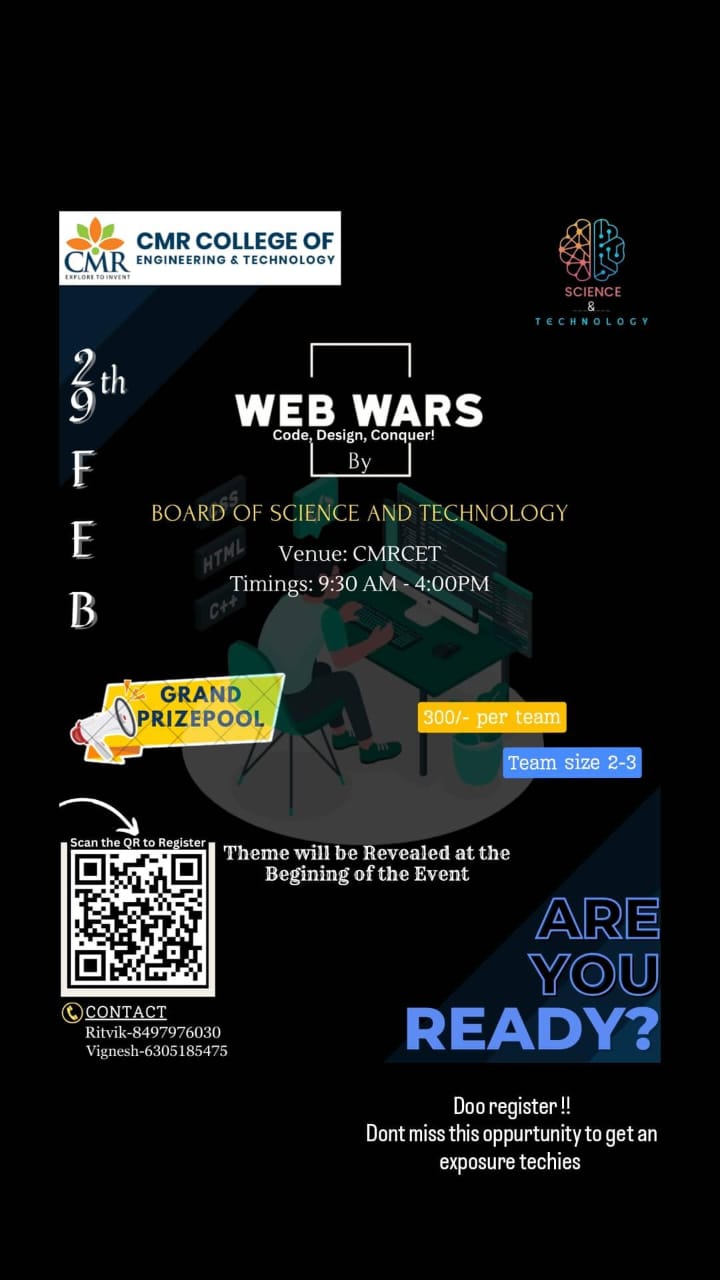 CMR
EXPLORE TO INVENT
CMR COLLEGE OF
ENGINEERING & TECHNOLOGY
SCIENCE
&
TECHNOLOGY
29th
FEB
WEB WARS
Code, Design, Conquer!
By
BOARD OF SCIENCE AND TECHNOLOGY
Venue: CMRCET
Timings: 9:30 AM - 4:00PM
CSS
HTML
C++
GRAND
PRIZEPOOL
300/- per team
Team size 2-3
Scan the QR to Register
Theme will be Revealed at the
Begining of the Event
ARE
YOU
READY?
CONTACT
Ritvik-8497976030
Vignesh-6305185475
Doo register !!
Dont miss this oppurtunity to get an
exposure techies